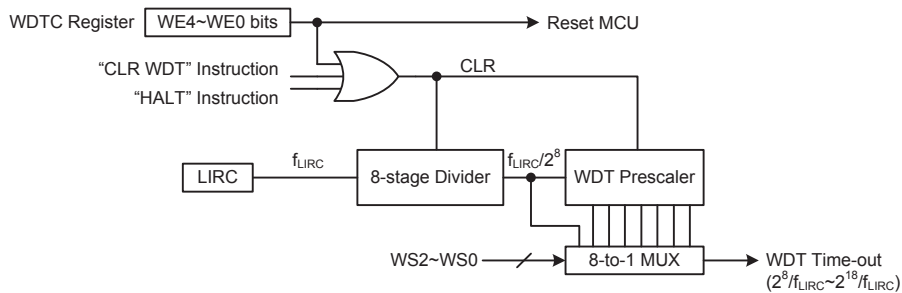 WDTC Register WE4~WE0 bits Reset MCU
“CLR WDT” Instruction
CLR
“HALT” Instruction
LIRC
fLIRC
8-stage Divider
fLIRC/2^8
WDT Prescaler
WS2~WS0
8-to-1 MUX
WDT Time-out
(2^8/fLIRC~2^18/fLIRC)